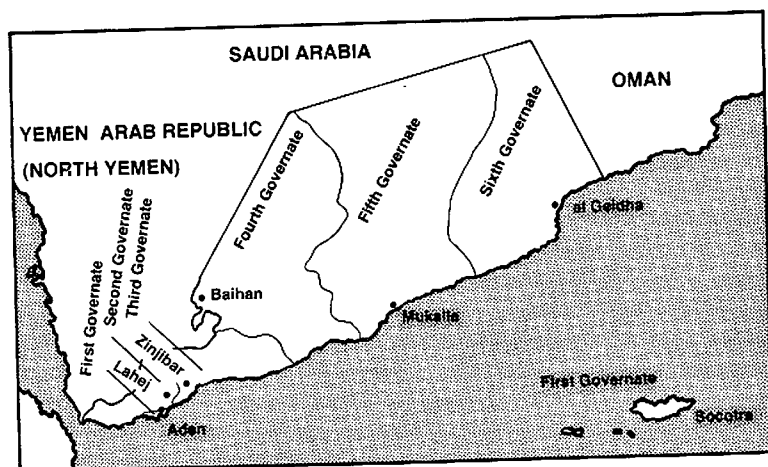 SAUDI ARABIA
OMAN
YEMEN ARAB REPUBLIC
(NORTH YEMEN)
Fourth Governate
Fifth Governate
Sixth Governate
First Governate
Second Governate
Third Governate
al Geidha
Baihan
Mukalla
Zinjibar
Lahej
Aden
First Governate
Socotra